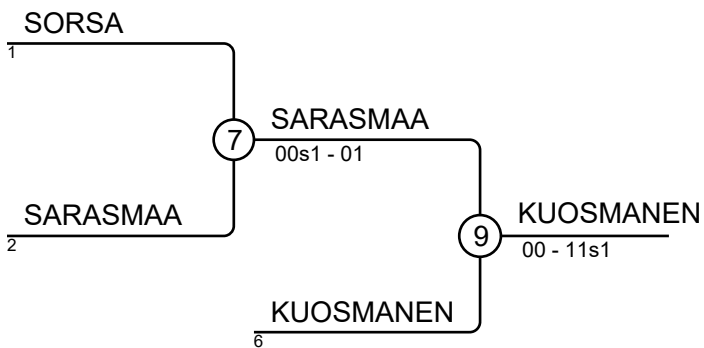 SORSA
1
7
SARASMAA
00s1 - 01
SARASMAA
2
9
KUOSMANEN
00 - 11s1
KUOSMANEN
6